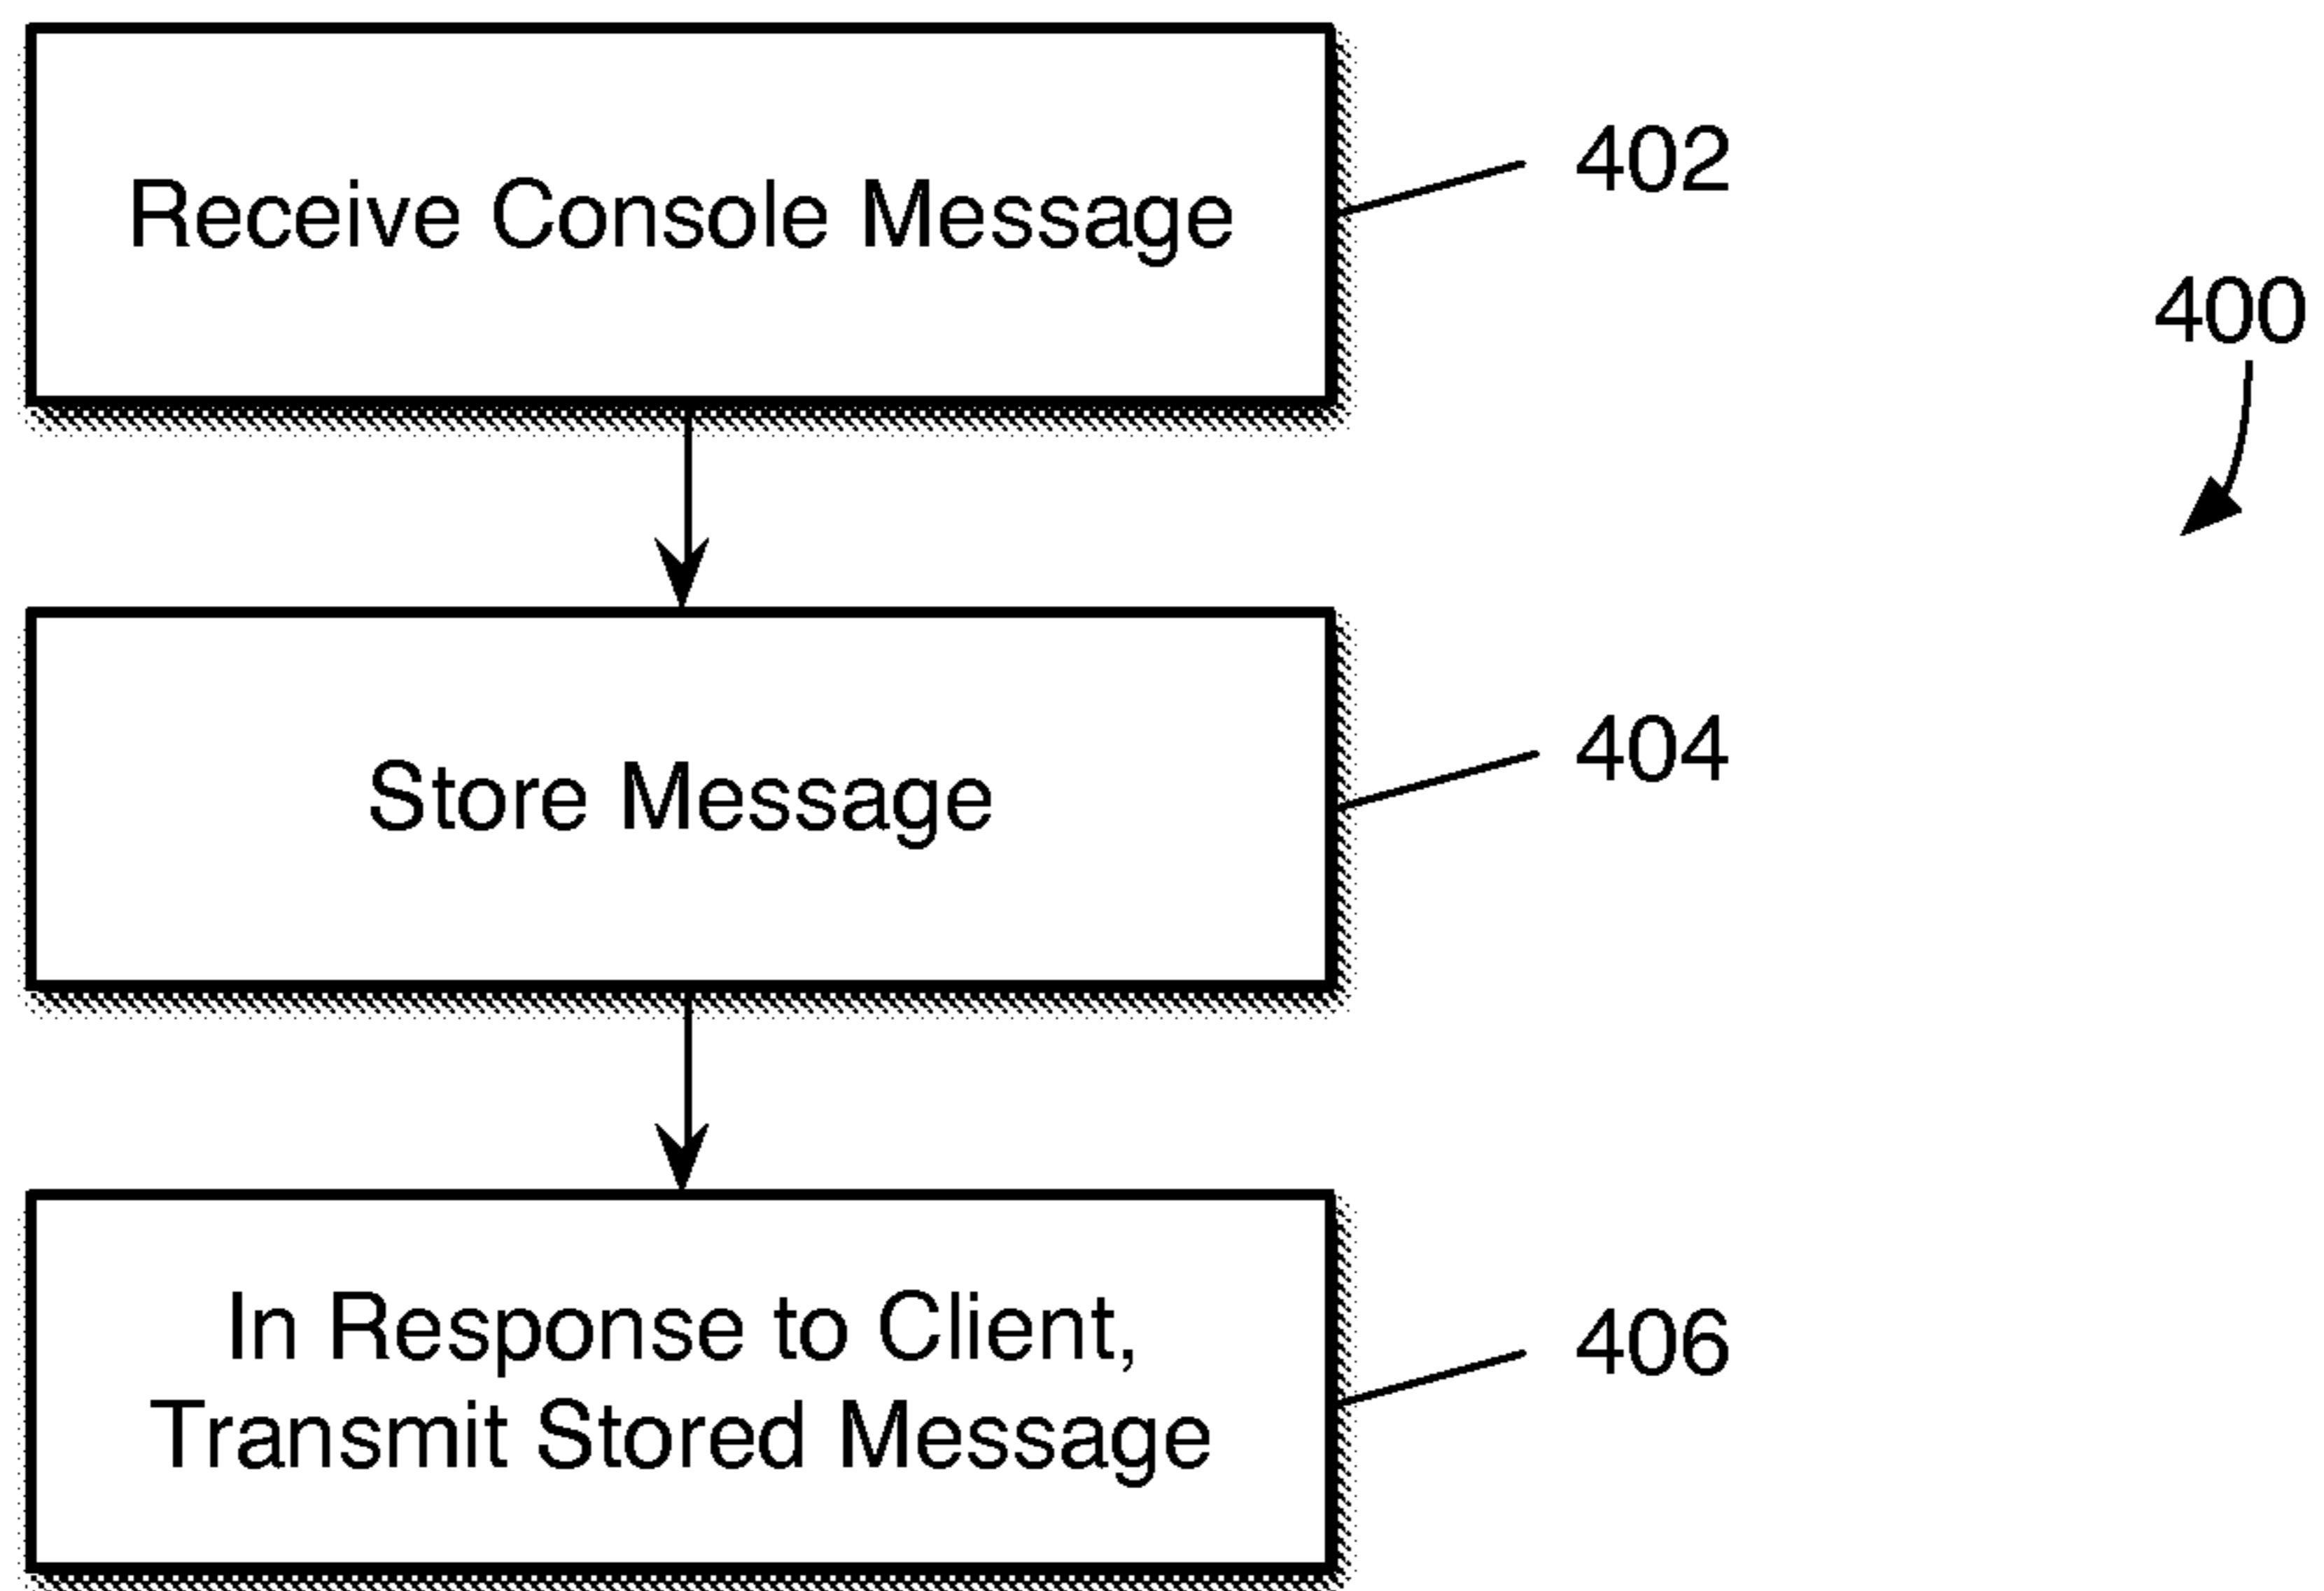 Receive Console Message
402
400
Store Message
404
In Response to Client,
Transmit Stored Message
406